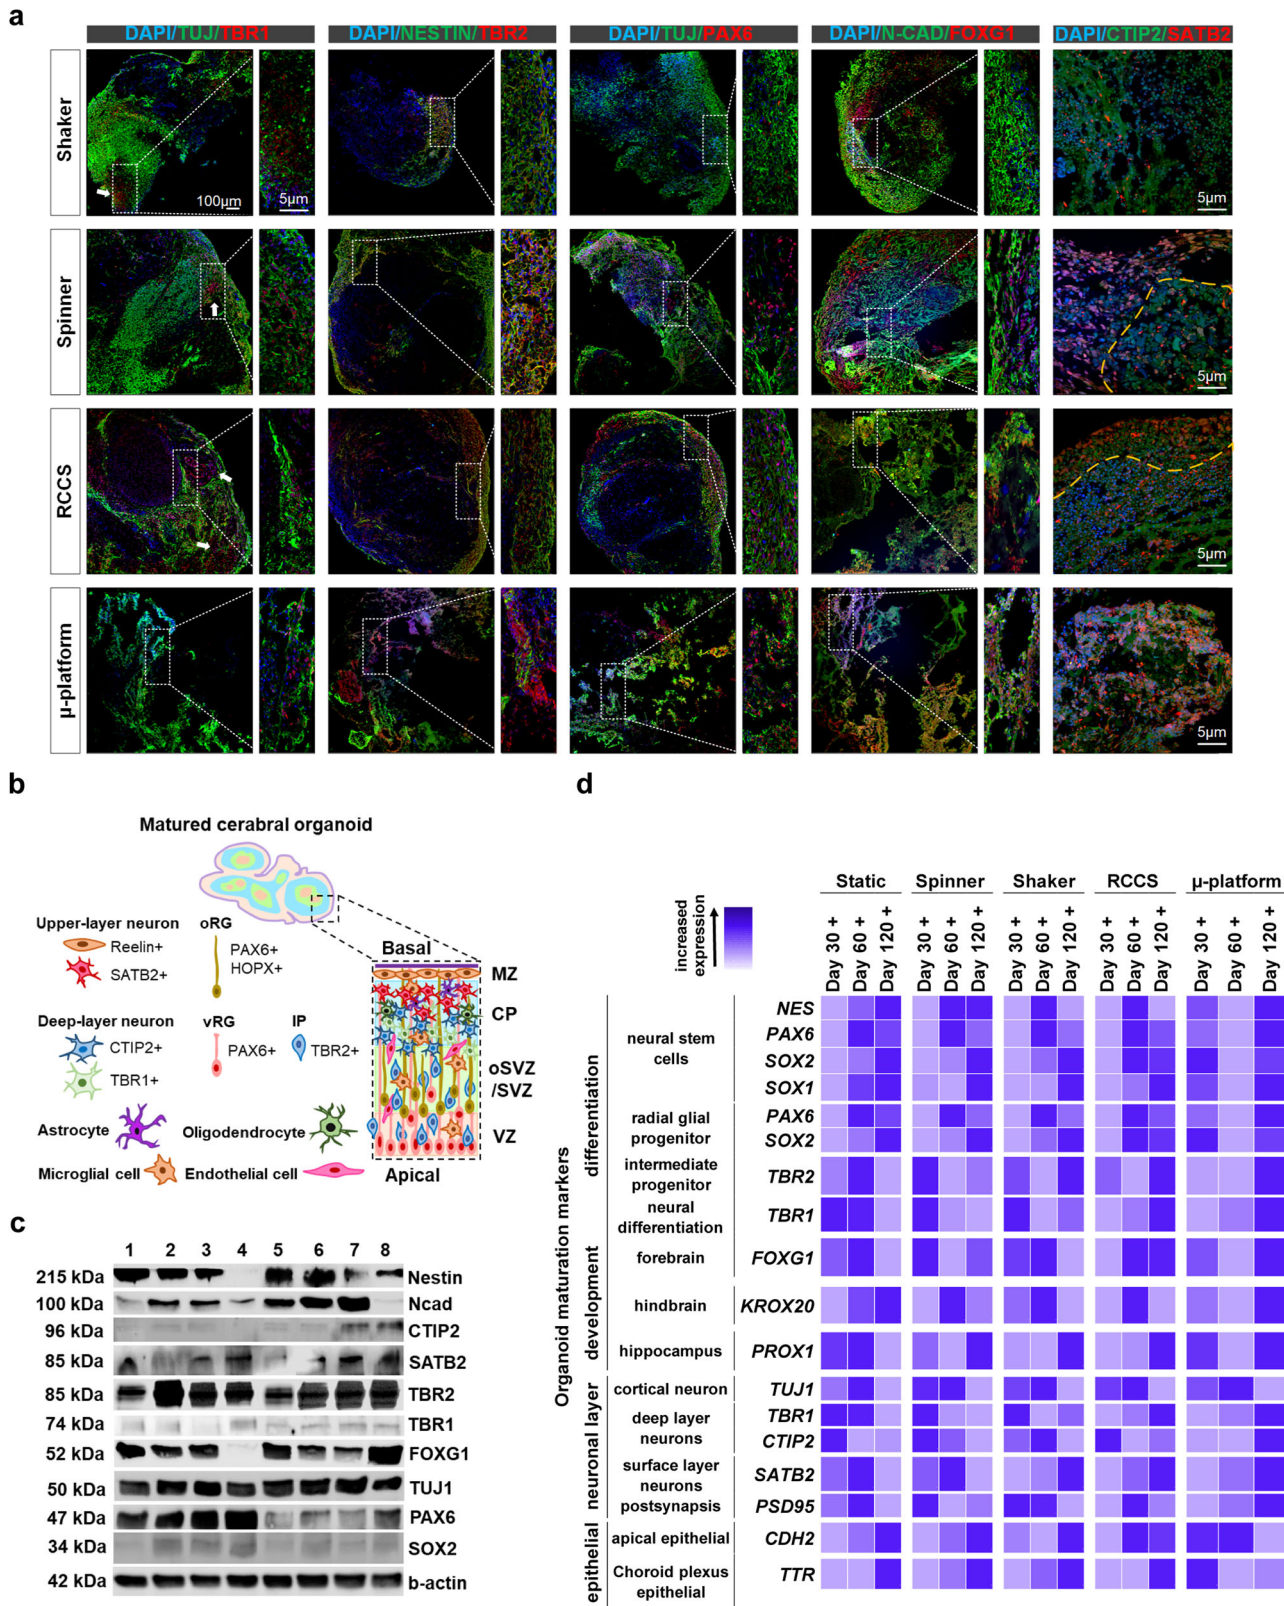 a
DAPI/TUJ/TBR1
DAPI/NESTIN/TBR2
DAPI/TUJ/PAX6
DAPI/N-CAD/FOXG1
DAPI/CTIP2/SATB2
Shaker
100µm
5µm
5µm
Spinner
5µm
RCCS
5µm
µ-platform
5µm
b
Matured cerebral organoid
Upper-layer neuron
Reelin+
SATB2+
oRG
PAX6+
HOPX+
Deep-layer neuron
CTIP2+
TBR1+
vRG
PAX6+
IP
TBR2+
Astrocyte
Oligodendrocyte
Microglial cell
Endothelial cell
Basal
MZ
CP
oSVZ
/SVZ
VZ
Apical
c
1 2 3 4 5 6 7 8
215 kDa Nestin
100 kDa Ncad
96 kDa CTIP2
85 kDa SATB2
85 kDa TBR2
74 kDa TBR1
52 kDa FOXG1
50 kDa TUJ1
47 kDa PAX6
34 kDa SOX2
42 kDa b-actin
d
increased
expression
Static Spinner Shaker RCCS µ-platform
Day 30 + Day 60 + Day 120 + Day 30 + Day 60 + Day 120 + Day 30 + Day 60 + Day 120 + Day 30 + Day 60 + Day 120 + Day 30 + Day 60 + Day 120 +
Organoid maturation markers
differentiation
neural stem
cells
NES
PAX6
SOX2
SOX1
radial glial
progenitor
PAX6
SOX2
intermediate
progenitor
TBR2
neural
differentiation
TBR1
development
forebrain
FOXG1
hindbrain
KROX20
hippocampus
PROX1
neuronal layer
cortical neuron
TUJ1
deep layer
neurons
TBR1
CTIP2
surface layer
neurons
SATB2
postsynapsis
PSD95
epithelial
apical epithelial
CDH2
Choroid plexus
epithelial
TTR